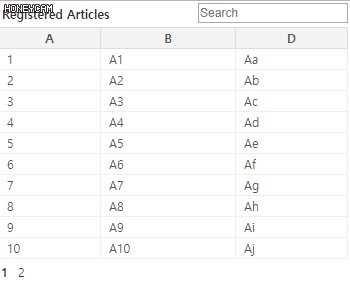 HONEYCAM
Registered Articles Search
A B D
1 A1 Aa
2 A2 Ab
3 A3 Ac
4 A4 Ad
5 A5 Ae
6 A6 Af
7 A7 Ag
8 A8 Ah
9 A9 Ai
10 A10 Aj
1 2